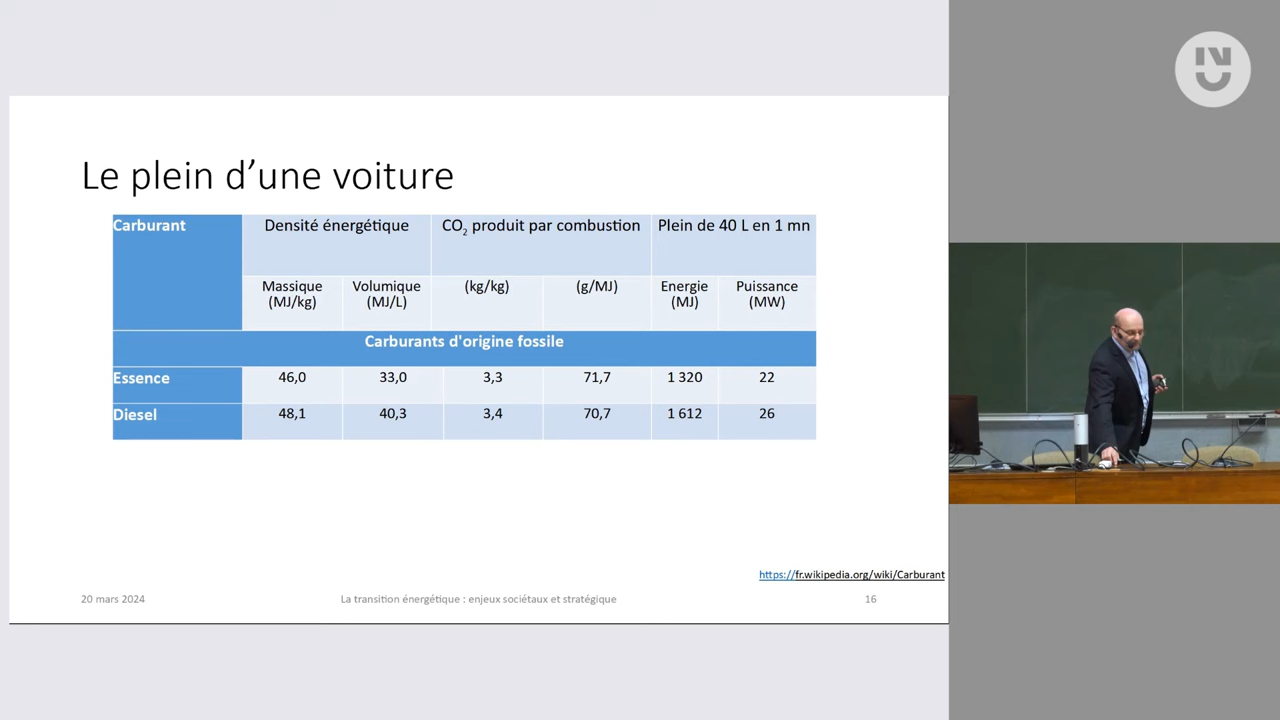 Le plein d’une voiture
Carburant
Densité énergétique
CO2 produit par combustion
Plein de 40 L en 1 mn
Massique (MJ/kg)
Volumique (MJ/L)
(kg/kg)
(g/MJ)
Energie (MJ)
Puissance (MW)
Carburants d'origine fossile
Essence 46,0 33,0 3,3 71,7 1 320 22
Diesel 48,1 40,3 3,4 70,7 1 612 26
https://fr.wikipedia.org/wiki/Carburant
20 mars 2024
La transition énergétique : enjeux sociétaux et stratégique
16